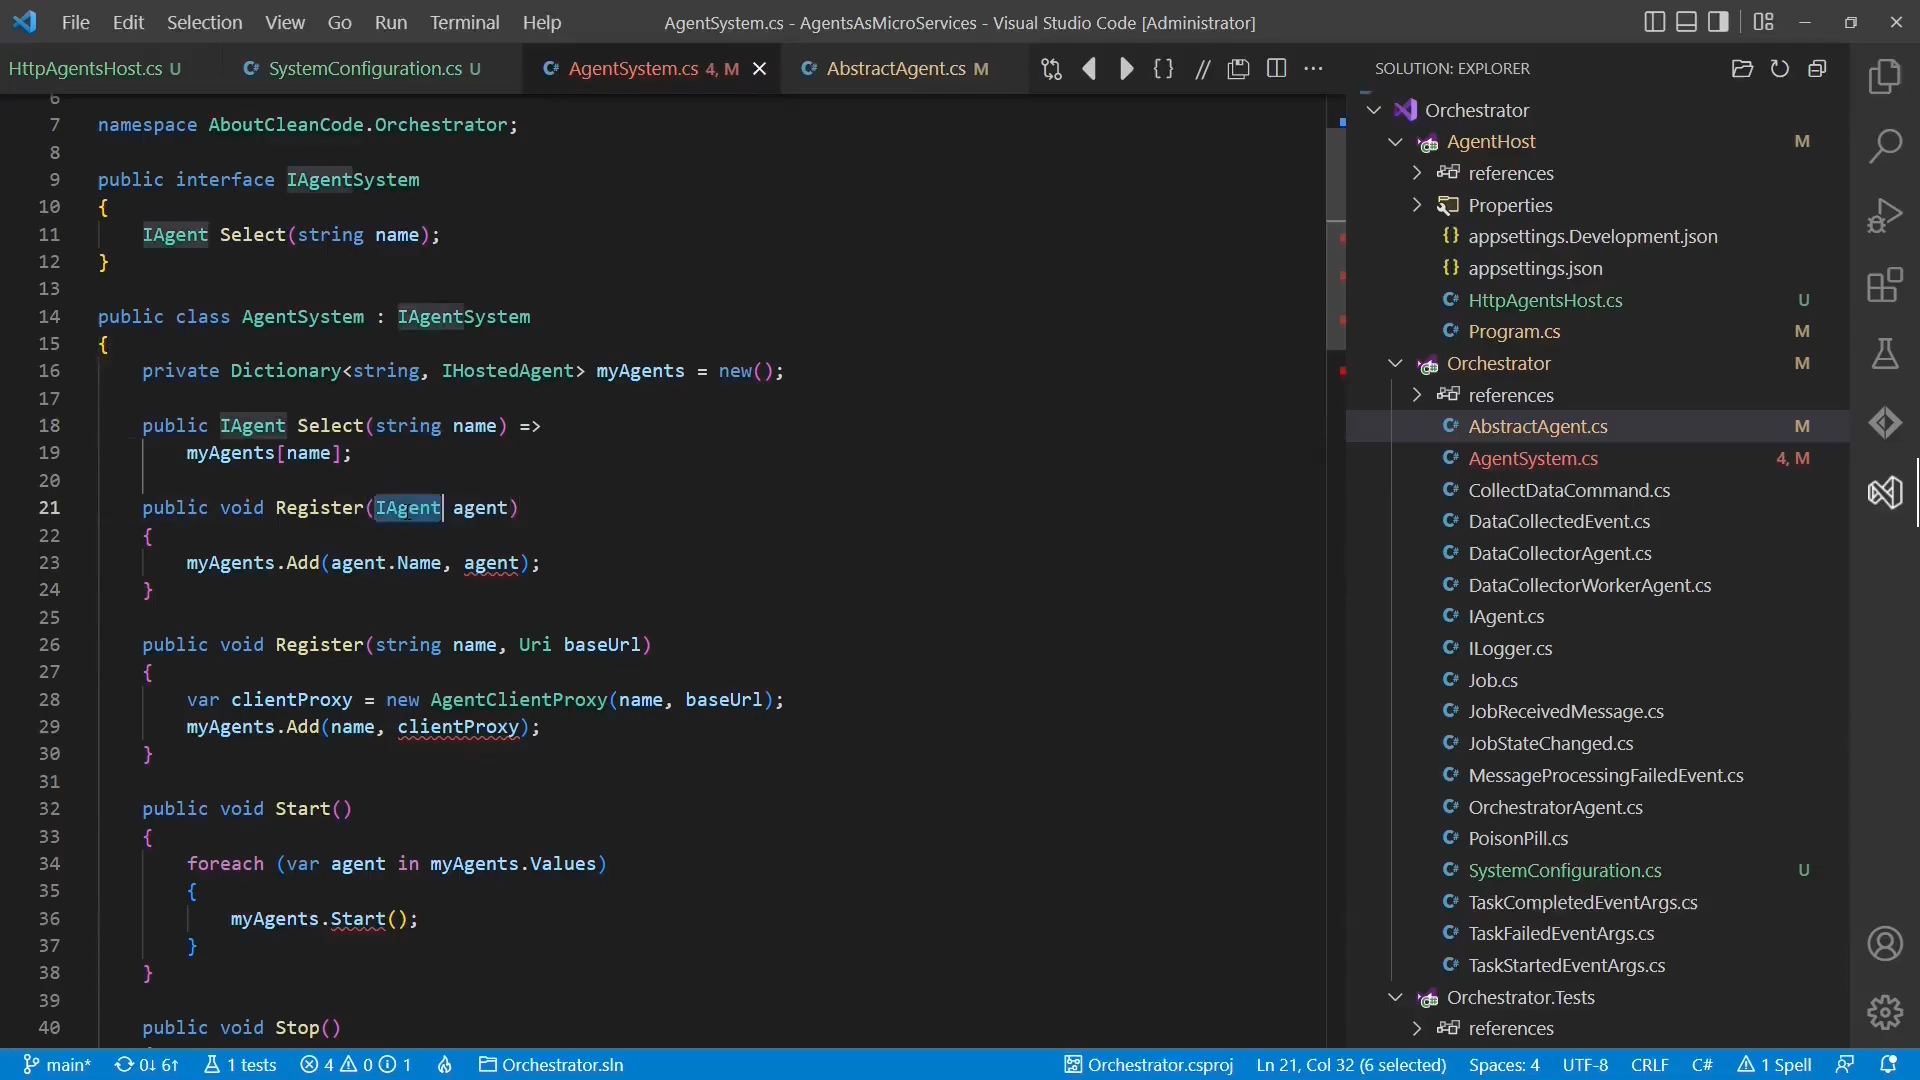 File Edit Selection View Go Run Terminal Help
AgentSystem.cs - AgentsAsMicroServices - Visual Studio Code [Administrator]
HttpAgentsHost.cs U
C# SystemConfiguration.cs U
C# AgentSystem.cs 4, M
C# AbstractAgent.cs M
SOLUTION: EXPLORER
6
7 namespace AboutCleanCode.Orchestrator;
8
9 public interface IAgentSystem
10 {
11 IAgent Select(string name);
12 }
13
14 public class AgentSystem : IAgentSystem
15 {
16 private Dictionary<string, IHostedAgent> myAgents = new();
17
18 public IAgent Select(string name) =>
19 myAgents[name];
20
21 public void Register(IAgent agent)
22 {
23 myAgents.Add(agent.Name, agent);
24 }
25
26 public void Register(string name, Uri baseUrl)
27 {
28 var clientProxy = new AgentClientProxy(name, baseUrl);
29 myAgents.Add(name, clientProxy);
30 }
31
32 public void Start()
33 {
34 foreach (var agent in myAgents.Values)
35 {
36 myAgents.Start();
37 }
38 }
39
40 public void Stop()
Orchestrator
AgentHost M
references
Properties
{} appsettings.Development.json
{} appsettings.json
C# HttpAgentsHost.cs U
C# Program.cs M
Orchestrator M
references
C# AbstractAgent.cs M
C# AgentSystem.cs 4, M
C# CollectDataCommand.cs
C# DataCollectedEvent.cs
C# DataCollectorAgent.cs
C# DataCollectorWorkerAgent.cs
C# IAgent.cs
C# ILogger.cs
C# Job.cs
C# JobReceivedMessage.cs
C# JobStateChanged.cs
C# MessageProcessingFailedEvent.cs
C# OrchestratorAgent.cs
C# PoisonPill.cs
C# SystemConfiguration.cs U
C# TaskCompletedEventArgs.cs
C# TaskFailedEventArgs.cs
C# TaskStartedEventArgs.cs
Orchestrator.Tests
references
main* 0↓ 6↑ 1 tests 4 0 1 Orchestrator.sln
Orchestrator.csproj Ln 21, Col 32 (6 selected) Spaces: 4 UTF-8 CRLF C# 1 Spell